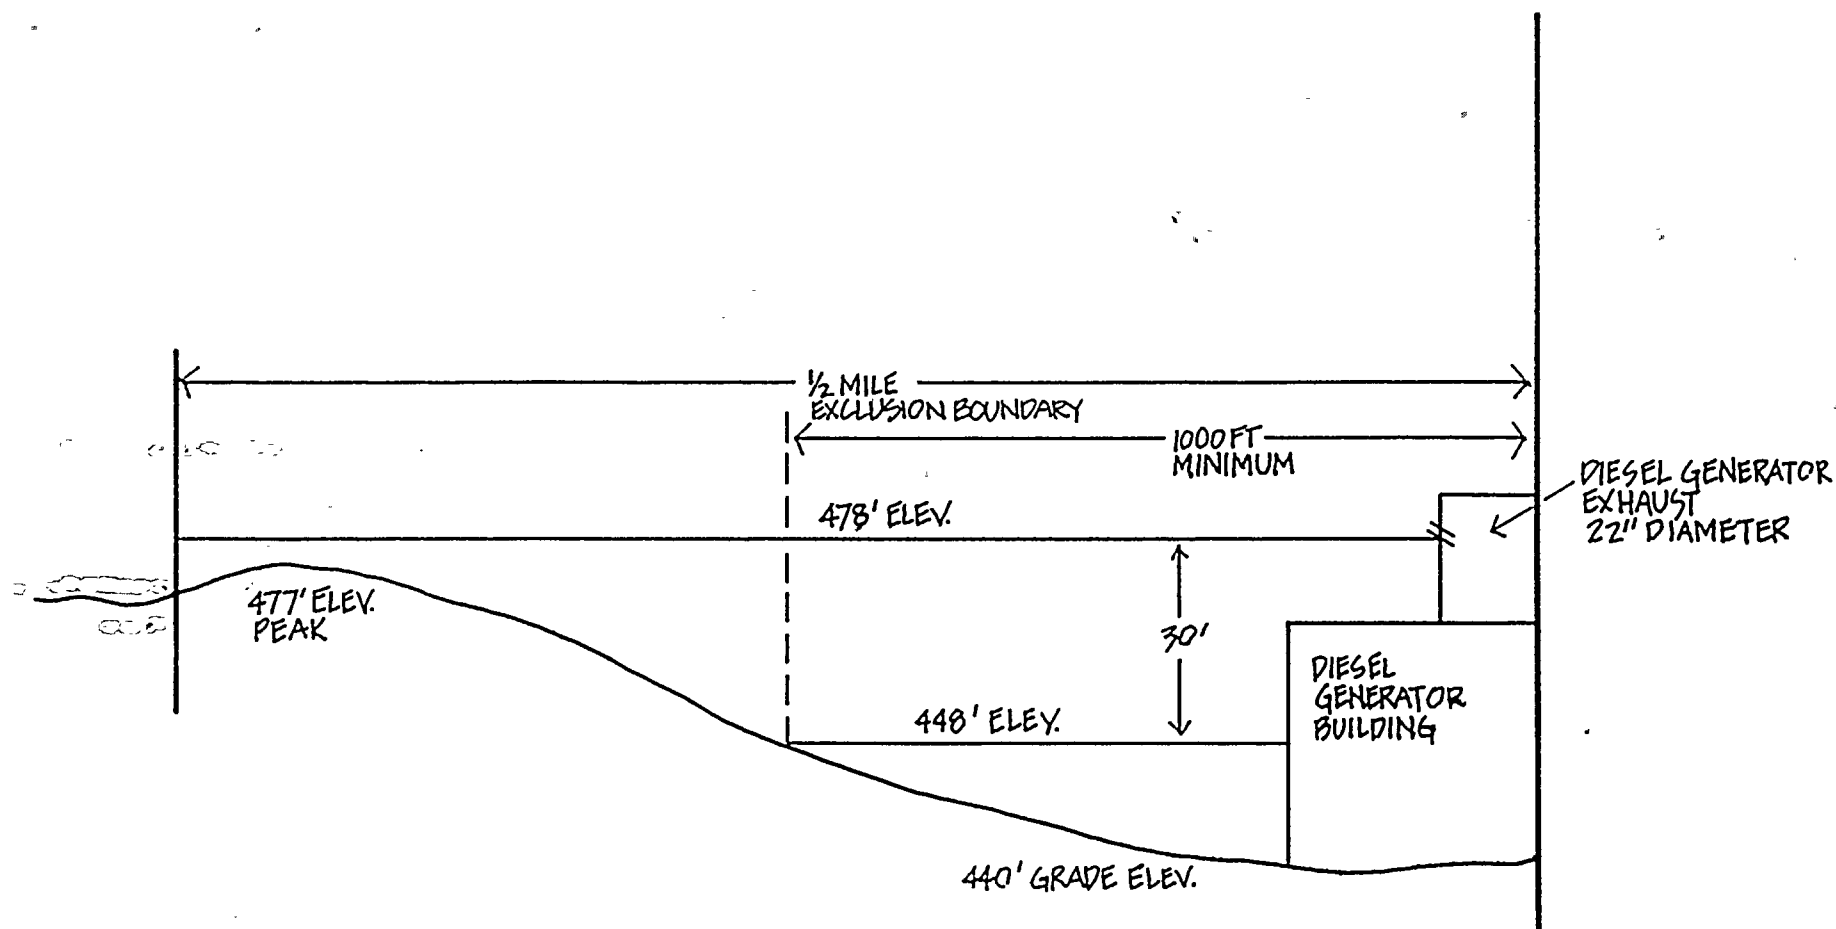 ½ MILE
EXCLUSION BOUNDARY
1000 FT
MINIMUM
DIESEL GENERATOR
EXHAUST
22" DIAMETER
478' ELEV.
477' ELEV.
PEAK
30'
DIESEL
GENERATOR
BUILDING
448' ELEV.
440' GRADE ELEV.